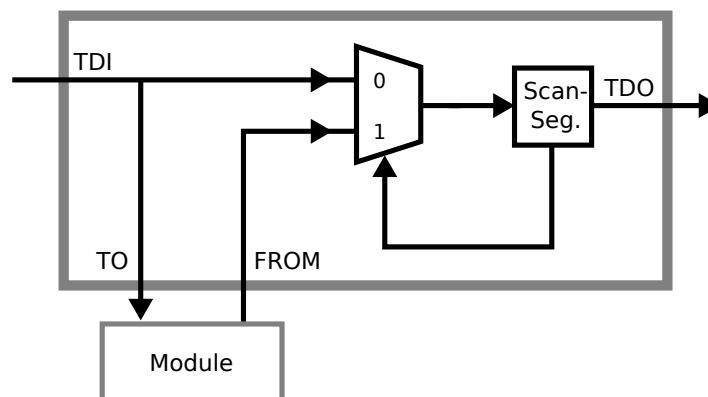 TDI
0
Scan-
Seg.
TDO
1
TO
FROM
Module